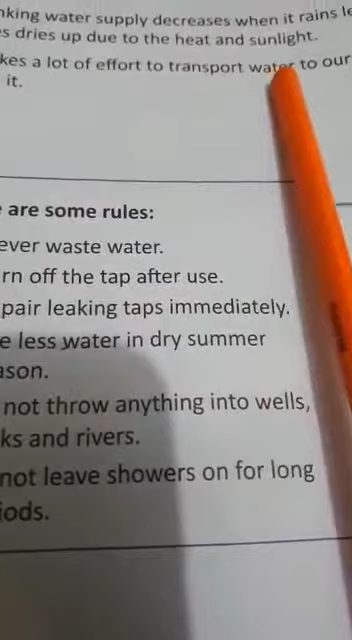 nking water supply decreases when it rains le
s dries up due to the heat and sunlight.
kes a lot of effort to transport water to our
it.
are some rules:
ever waste water.
rn off the tap after use.
pair leaking taps immediately.
e less water in dry summer
ason.
not throw anything into wells,
ks and rivers.
not leave showers on for long
iods.